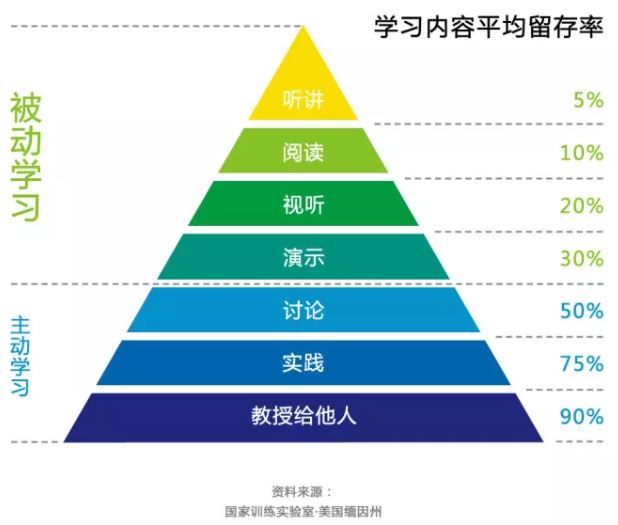 学习内容平均留存率
被动学习
听讲 5%
阅读 10%
视听 20%
演示 30%
主动学习
讨论 50%
实践 75%
教授给他人 90%
资料来源：
国家训练实验室·美国缅因州